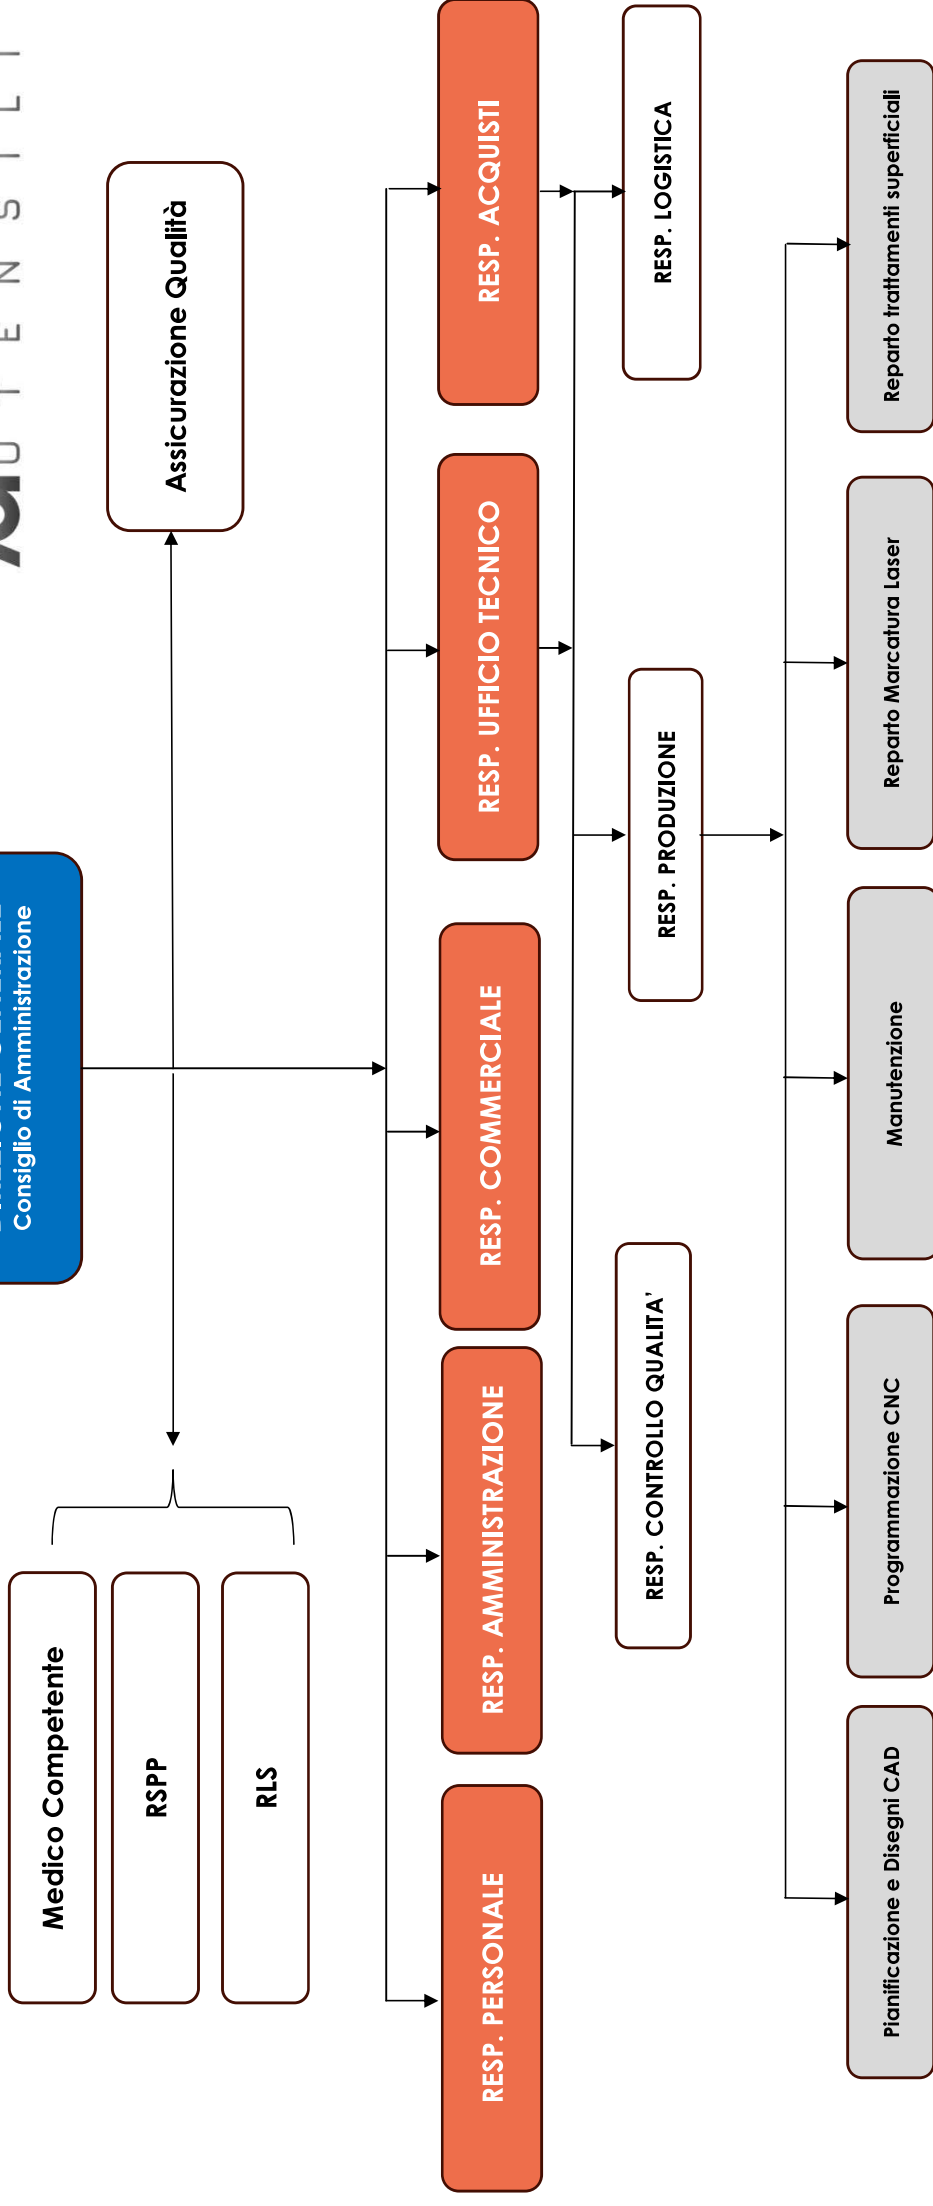 UTENSILI
Consiglio di Amministrazione
Medico Competente
RSPP
RLS
Assicurazione Qualità
RESP. PERSONALE
RESP. AMMINISTRAZIONE
RESP. COMMERCIALE
RESP. UFFICIO TECNICO
RESP. ACQUISTI
RESP. CONTROLLO QUALITA'
RESP. PRODUZIONE
RESP. LOGISTICA
Pianificazione e Disegni CAD
Programmazione CNC
Manutenzione
Reparto Marcatura Laser
Reparto trattamenti superficiali